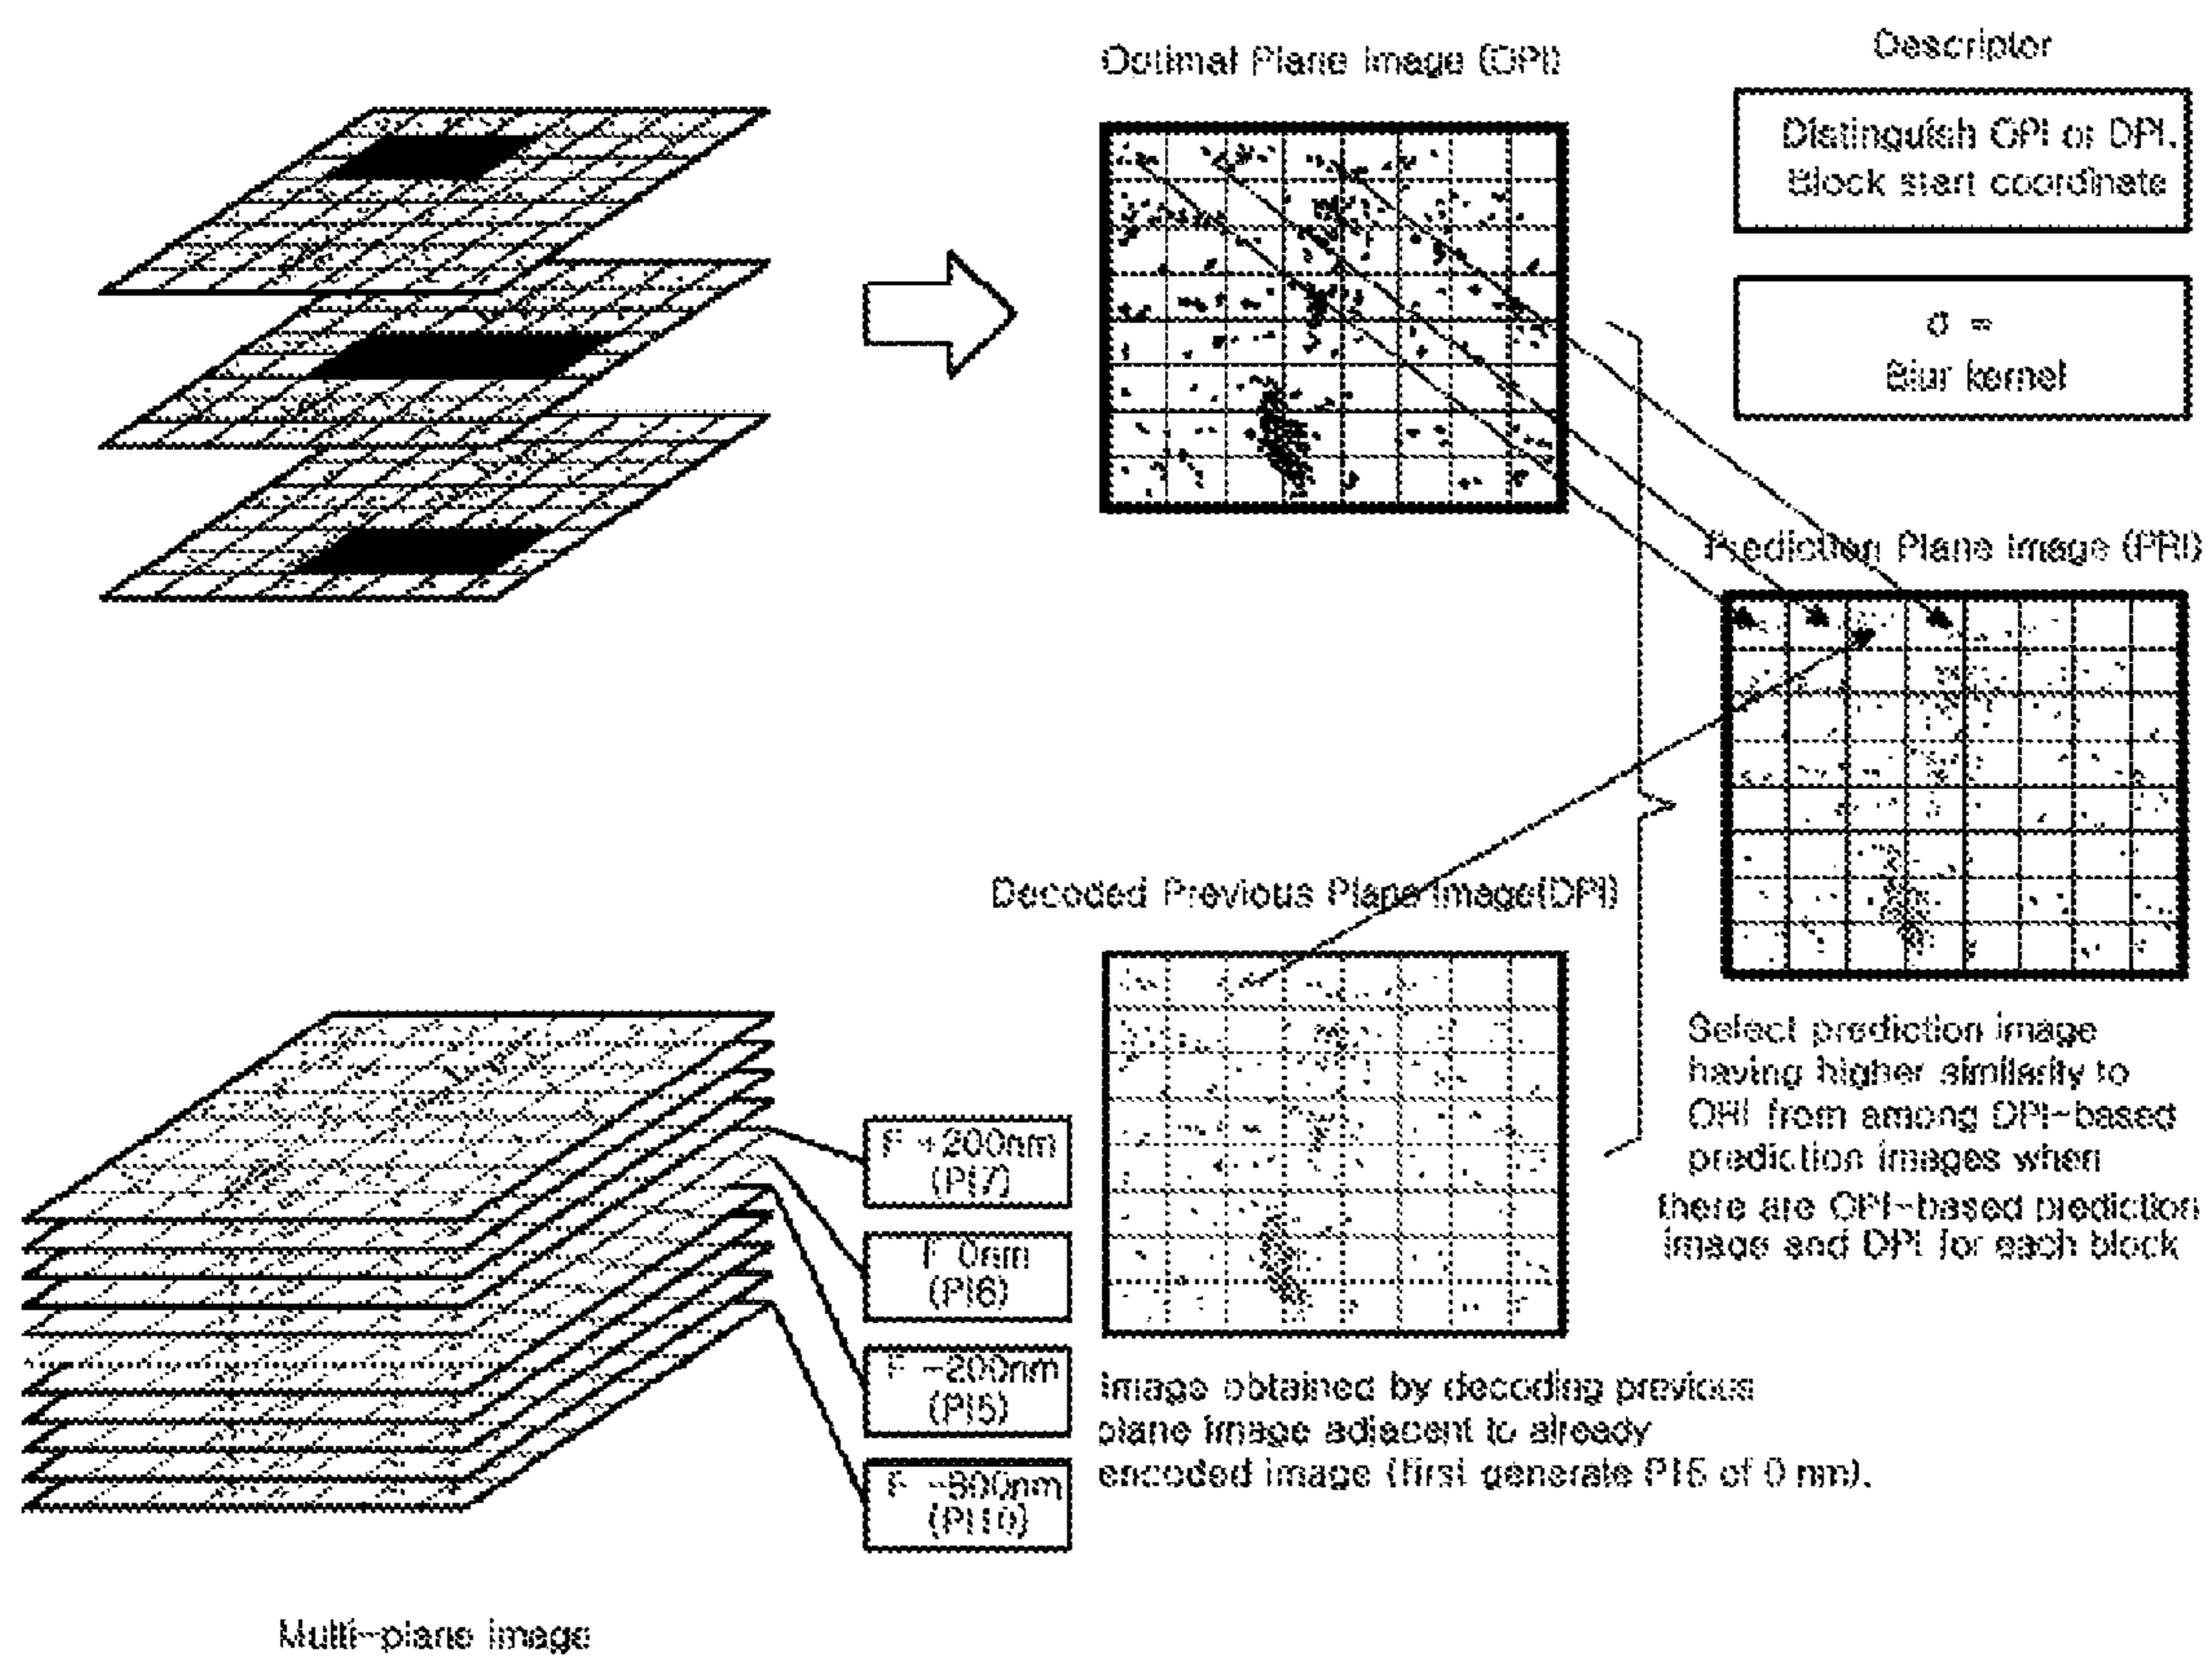 Optimal Plane Image (OPI)
Descriptor
Distinguish OPI or DPI,
Block start coordinate
σ =
Blur kernel
Prediction Plane Image (PRI)
Decoded Previous Plane Image(DPI)
Select prediction image
having higher similarity to
ORI from among DPI-based
prediction images when
there are OPI-based prediction
image and DPI for each block
F +200nm
(PI7)
F 0nm
(PI6)
F -200nm
(PI5)
F -800nm
(PI10)
Image obtained by decoding previous
plane image adjacent to already
encoded image (first generate PI6 of 0 nm).
Multi-plane image